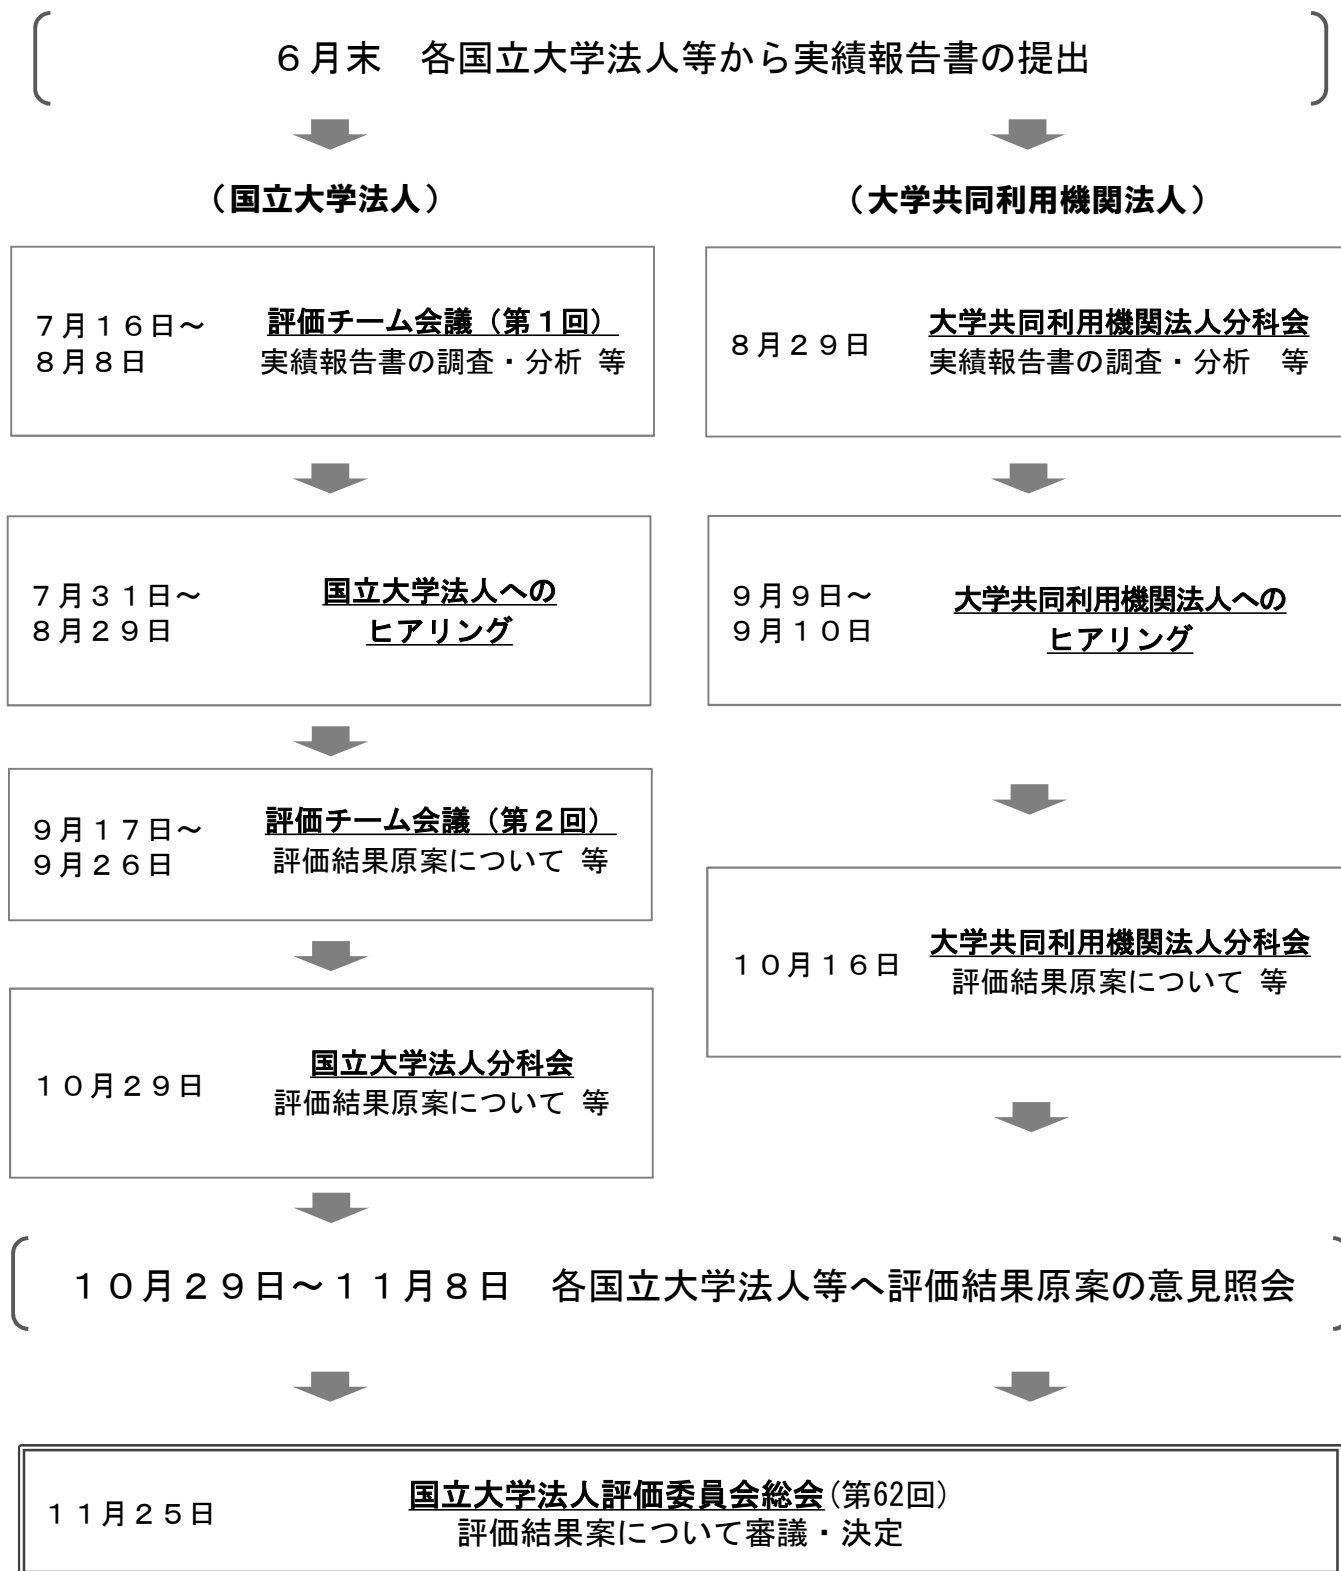 ６月末　各国立大学法人等から実績報告書の提出
（国立大学法人）
７月１６日～
８月８日
評価チーム会議（第１回）
実績報告書の調査・分析 等
７月３１日～
８月２９日
国立大学法人への
ヒアリング
９月１７日～
９月２６日
評価チーム会議（第２回）
評価結果原案について 等
１０月２９日
国立大学法人分科会
評価結果原案について 等
（大学共同利用機関法人）
８月２９日
大学共同利用機関法人分科会
実績報告書の調査・分析　等
９月９日～
９月１０日
大学共同利用機関法人への
ヒアリング
１０月１６日
大学共同利用機関法人分科会
評価結果原案について 等
１０月２９日～１１月８日　各国立大学法人等へ評価結果原案の意見照会
１１月２５日
国立大学法人評価委員会総会(第62回)
評価結果案について審議・決定